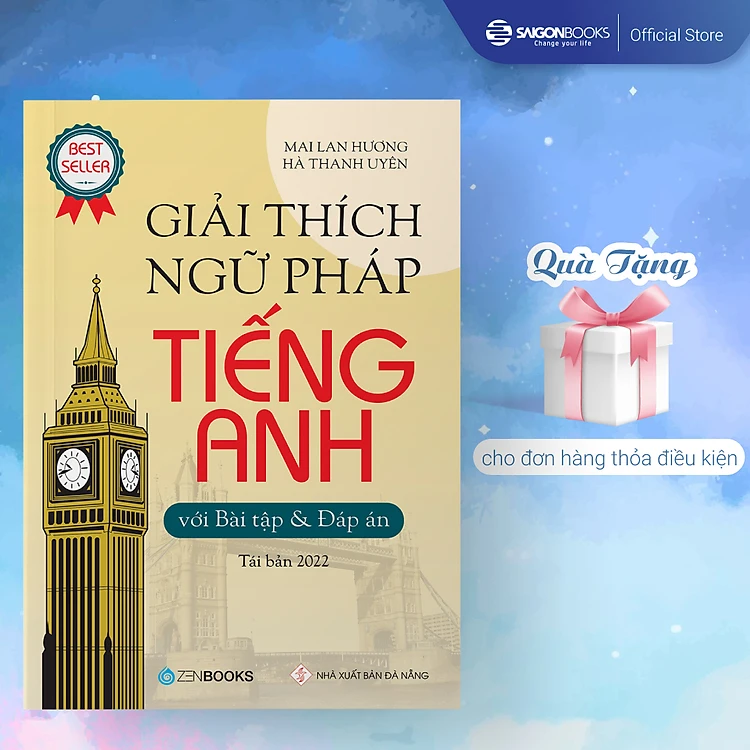 SAIGONBOOKS
Change your life
Official Store
BEST
SELLER
MAI LAN HƯƠNG
HÀ THANH UYÊN
GIẢI THÍCH
NGỮ PHÁP
TIẾNG
ANH
với Bài tập & Đáp án
Tái bản 2022
ZENBOOKS
NHÀ XUẤT BẢN ĐÀ NẴNG
Quà Tặng
cho đơn hàng thỏa điều kiện